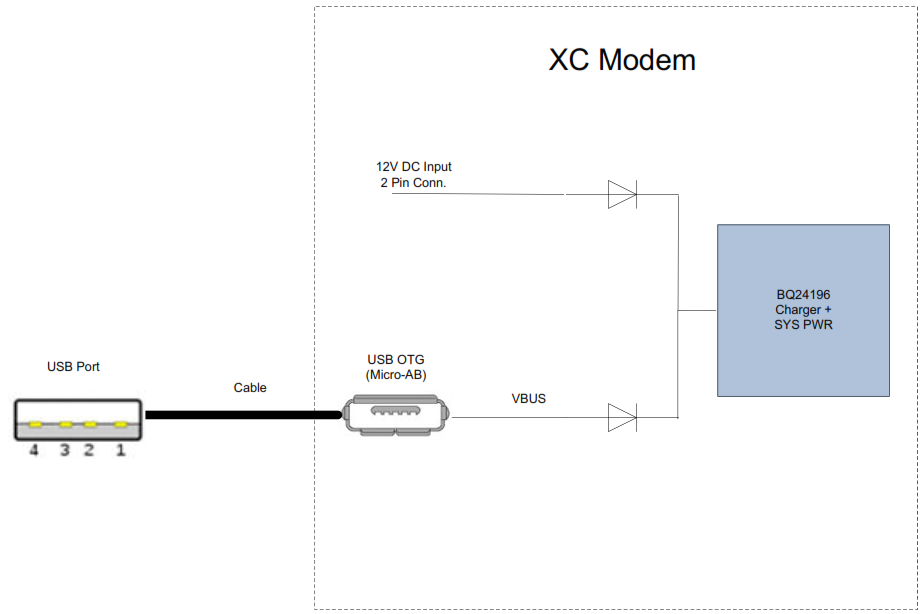 XC Modem
12V DC Input
2 Pin Conn.
BQ24196
Charger +
SYS PWR
USB Port
Cable
USB OTG
(Micro-AB)
VBUS
4 3 2 1